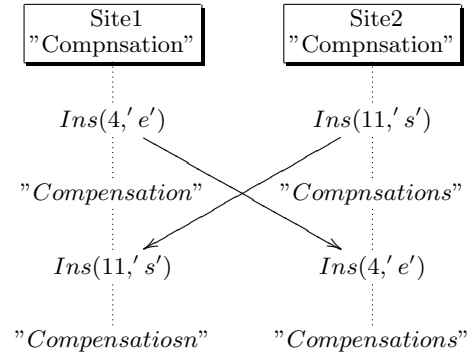 Site1
"Compnsation"
Site2
"Compnsation"
Ins(4,' e')
Ins(11,' s')
"Compensation"
"Compnsations"
Ins(11,' s')
Ins(4,' e')
"Compensatiosn"
"Compensations"